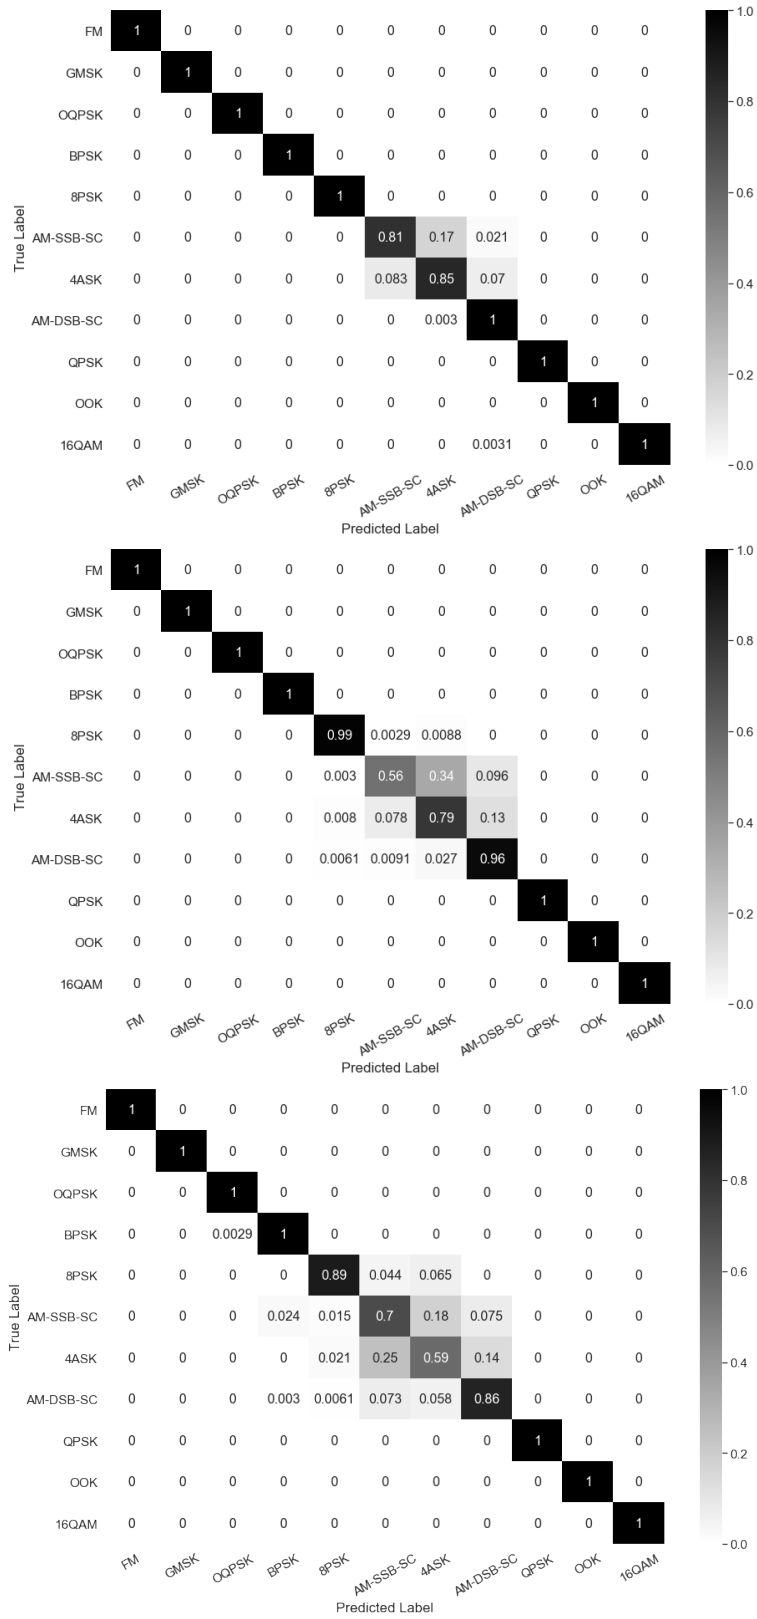 FM 1 0 0 0 0 0 0 0 0 0 0
GMSK 0 1 0 0 0 0 0 0 0 0 0
OQPSK 0 0 1 0 0 0 0 0 0 0 0
BPSK 0 0 0 1 0 0 0 0 0 0 0
8PSK 0 0 0 0 1 0 0 0 0 0 0
AM-SSB-SC 0 0 0 0 0 0.81 0.17 0.021 0 0 0
4ASK 0 0 0 0 0 0.083 0.85 0.07 0 0 0
AM-DSB-SC 0 0 0 0 0 0 0.003 1 0 0 0
QPSK 0 0 0 0 0 0 0 0 1 0 0
OOK 0 0 0 0 0 0 0 0 0 1 0
16QAM 0 0 0 0 0 0 0 0.0031 0 0 1
FM GMSK OQPSK BPSK 8PSK AM-SSB-SC 4ASK AM-DSB-SC QPSK OOK 16QAM
Predicted Label
True Label
1.0
0.8
0.6
0.4
0.2
0.0
FM 1 0 0 0 0 0 0 0 0 0 0
GMSK 0 1 0 0 0 0 0 0 0 0 0
OQPSK 0 0 1 0 0 0 0 0 0 0 0
BPSK 0 0 0 1 0 0 0 0 0 0 0
8PSK 0 0 0 0 0.99 0.0029 0.0088 0 0 0 0
AM-SSB-SC 0 0 0 0 0.003 0.56 0.34 0.096 0 0 0
4ASK 0 0 0 0 0.008 0.078 0.79 0.13 0 0 0
AM-DSB-SC 0 0 0 0 0.0061 0.0091 0.027 0.96 0 0 0
QPSK 0 0 0 0 0 0 0 0 1 0 0
OOK 0 0 0 0 0 0 0 0 0 1 0
16QAM 0 0 0 0 0 0 0 0 0 0 1
FM GMSK OQPSK BPSK 8PSK AM-SSB-SC 4ASK AM-DSB-SC QPSK OOK 16QAM
Predicted Label
True Label
1.0
0.8
0.6
0.4
0.2
0.0
FM 1 0 0 0 0 0 0 0 0 0 0
GMSK 0 1 0 0 0 0 0 0 0 0 0
OQPSK 0 0 1 0 0 0 0 0 0 0 0
BPSK 0 0 0.0029 1 0 0 0 0 0 0 0
8PSK 0 0 0 0 0.89 0.044 0.065 0 0 0 0
AM-SSB-SC 0 0 0 0.024 0.015 0.7 0.18 0.075 0 0 0
4ASK 0 0 0 0 0.021 0.25 0.59 0.14 0 0 0
AM-DSB-SC 0 0 0 0.003 0.0061 0.073 0.058 0.86 0 0 0
QPSK 0 0 0 0 0 0 0 0 1 0 0
OOK 0 0 0 0 0 0 0 0 0 1 0
16QAM 0 0 0 0 0 0 0 0 0 0 1
FM GMSK OQPSK BPSK 8PSK AM-SSB-SC 4ASK AM-DSB-SC QPSK OOK 16QAM
Predicted Label
True Label
1.0
0.8
0.6
0.4
0.2
0.0